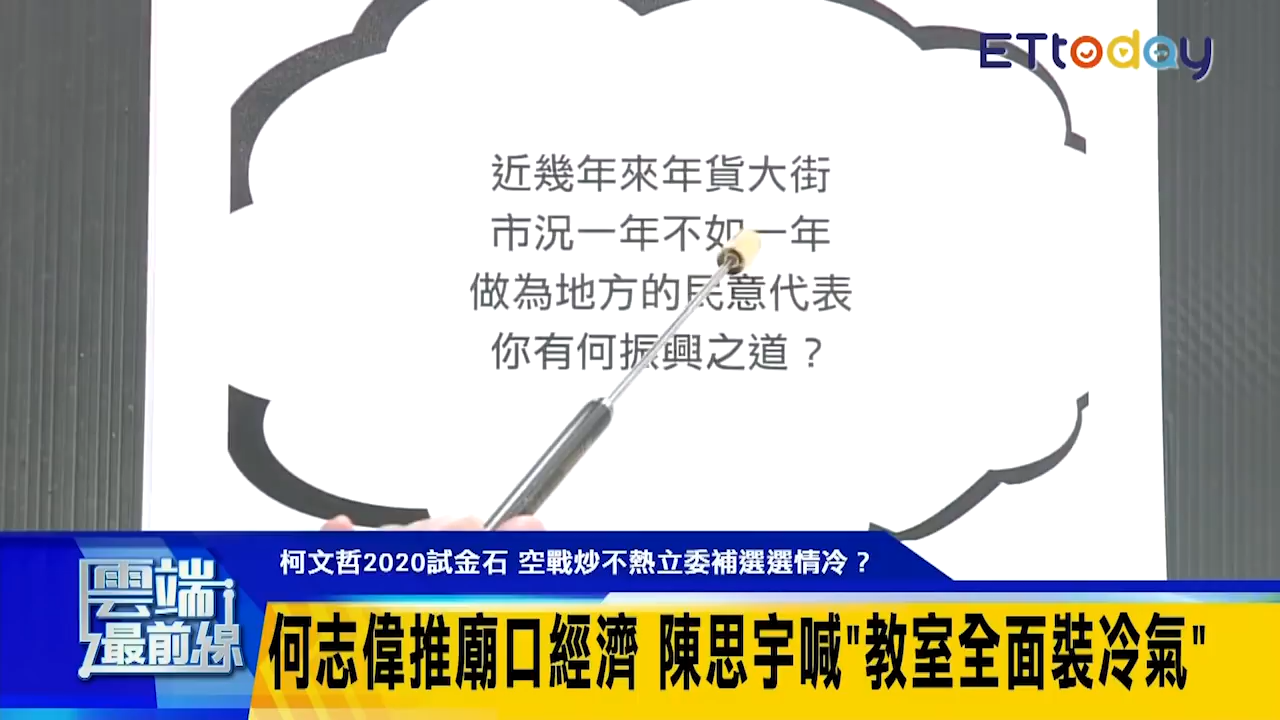 ETtoday
近幾年來年貨大街
市況一年不如一年
做為地方的民意代表
你有何振興之道？
柯文哲2020試金石 空戰炒不熱立委補選選情冷？
雲端最前線
何志偉推廟口經濟 陳思宇喊"教室全面裝冷氣"